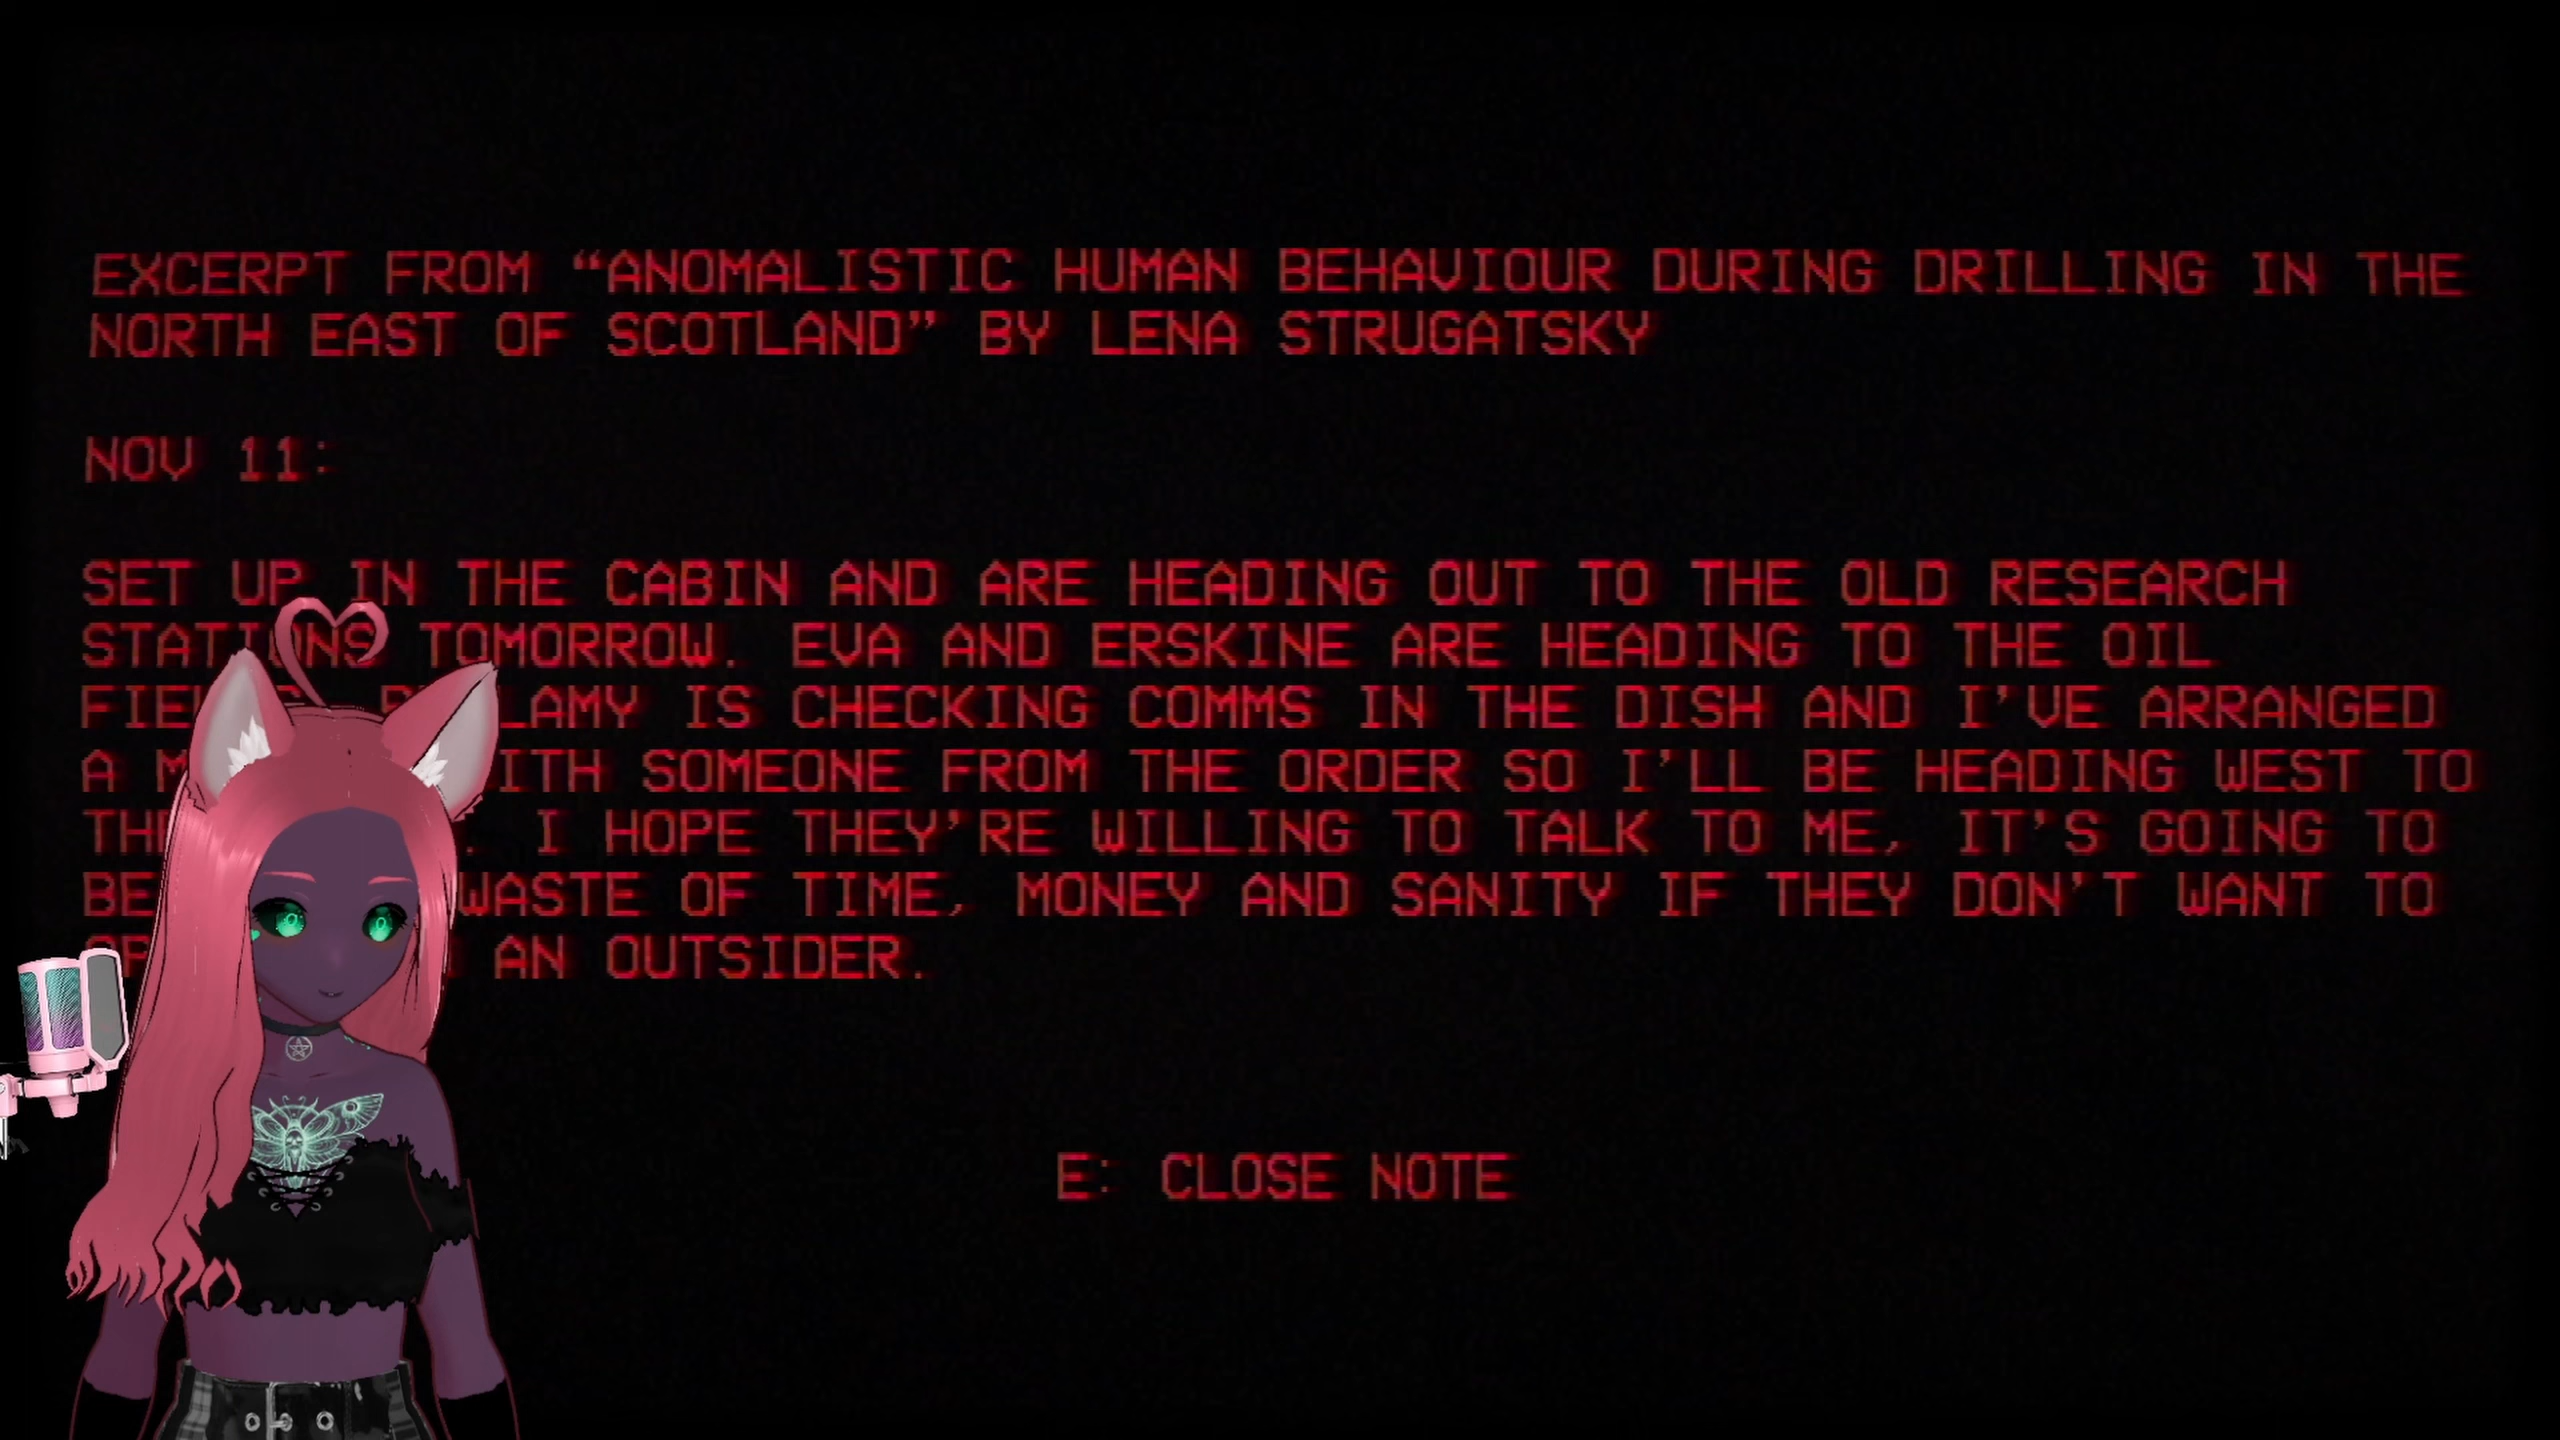 EXCERPT FROM “ANOMALISTIC HUMAN BEHAVIOUR DURING DRILLING IN THE
NORTH EAST OF SCOTLAND” BY LENA STRUGATSKY
NOV 11:
SET UP IN THE CABIN AND ARE HEADING OUT TO THE OLD RESEARCH
STATIONS TOMORROW. EVA AND ERSKINE ARE HEADING TO THE OIL
IS CHECKING COMMS IN THE DISH AND I'VE ARRANGED
A SOMEONE FROM THE ORDER SO I'LL BE HEADING WEST TO
I HOPE THEY'RE WILLING TO TALK TO ME, IT'S GOING TO
BE WASTE OF TIME, MONEY AND SANITY IF THEY DON'T WANT TO
AN OUTSIDER.
E: CLOSE NOTE